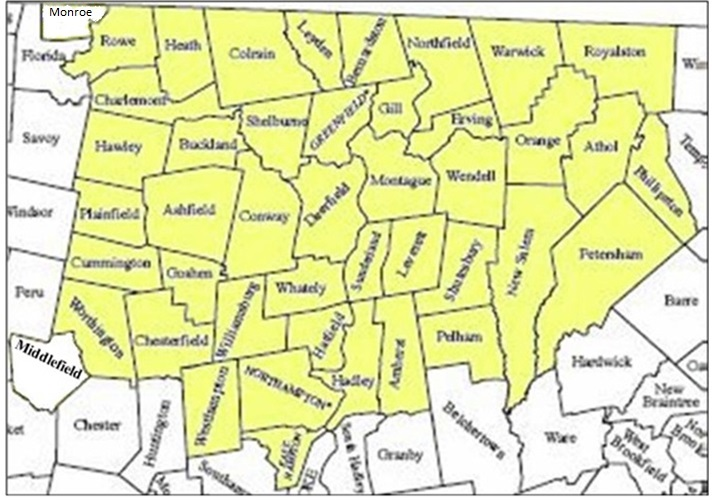 Monroe
Rowe
Heath
Colrain
Leyden
Bernardston
Northfield
Warwick
Royalston
Win
Florida
Charlemont
Shelburne
GREENFIELD*
Gill
Erving
Orange
Athol
Phillipston
Temp
Savoy
Hawley
Buckland
Montague
Wendell
Windsor
Plainfield
Ashfield
Conway
Deerfield
Sunderland
Leverett
Shutesbury
New Salem
Petersham
Cummington
Goshen
Whately
Peru
Worthington
Chesterfield
Williamsburg
Hatfield
Pelham
Barre
Middlefield
Westhampton
NORTHAMPTON*
Hadley
Amherst
Hardwick
New
Braintree
Chester
Huntington
Belchertown
Ware
West
Brookfield
Southam
South Hadley
Granby